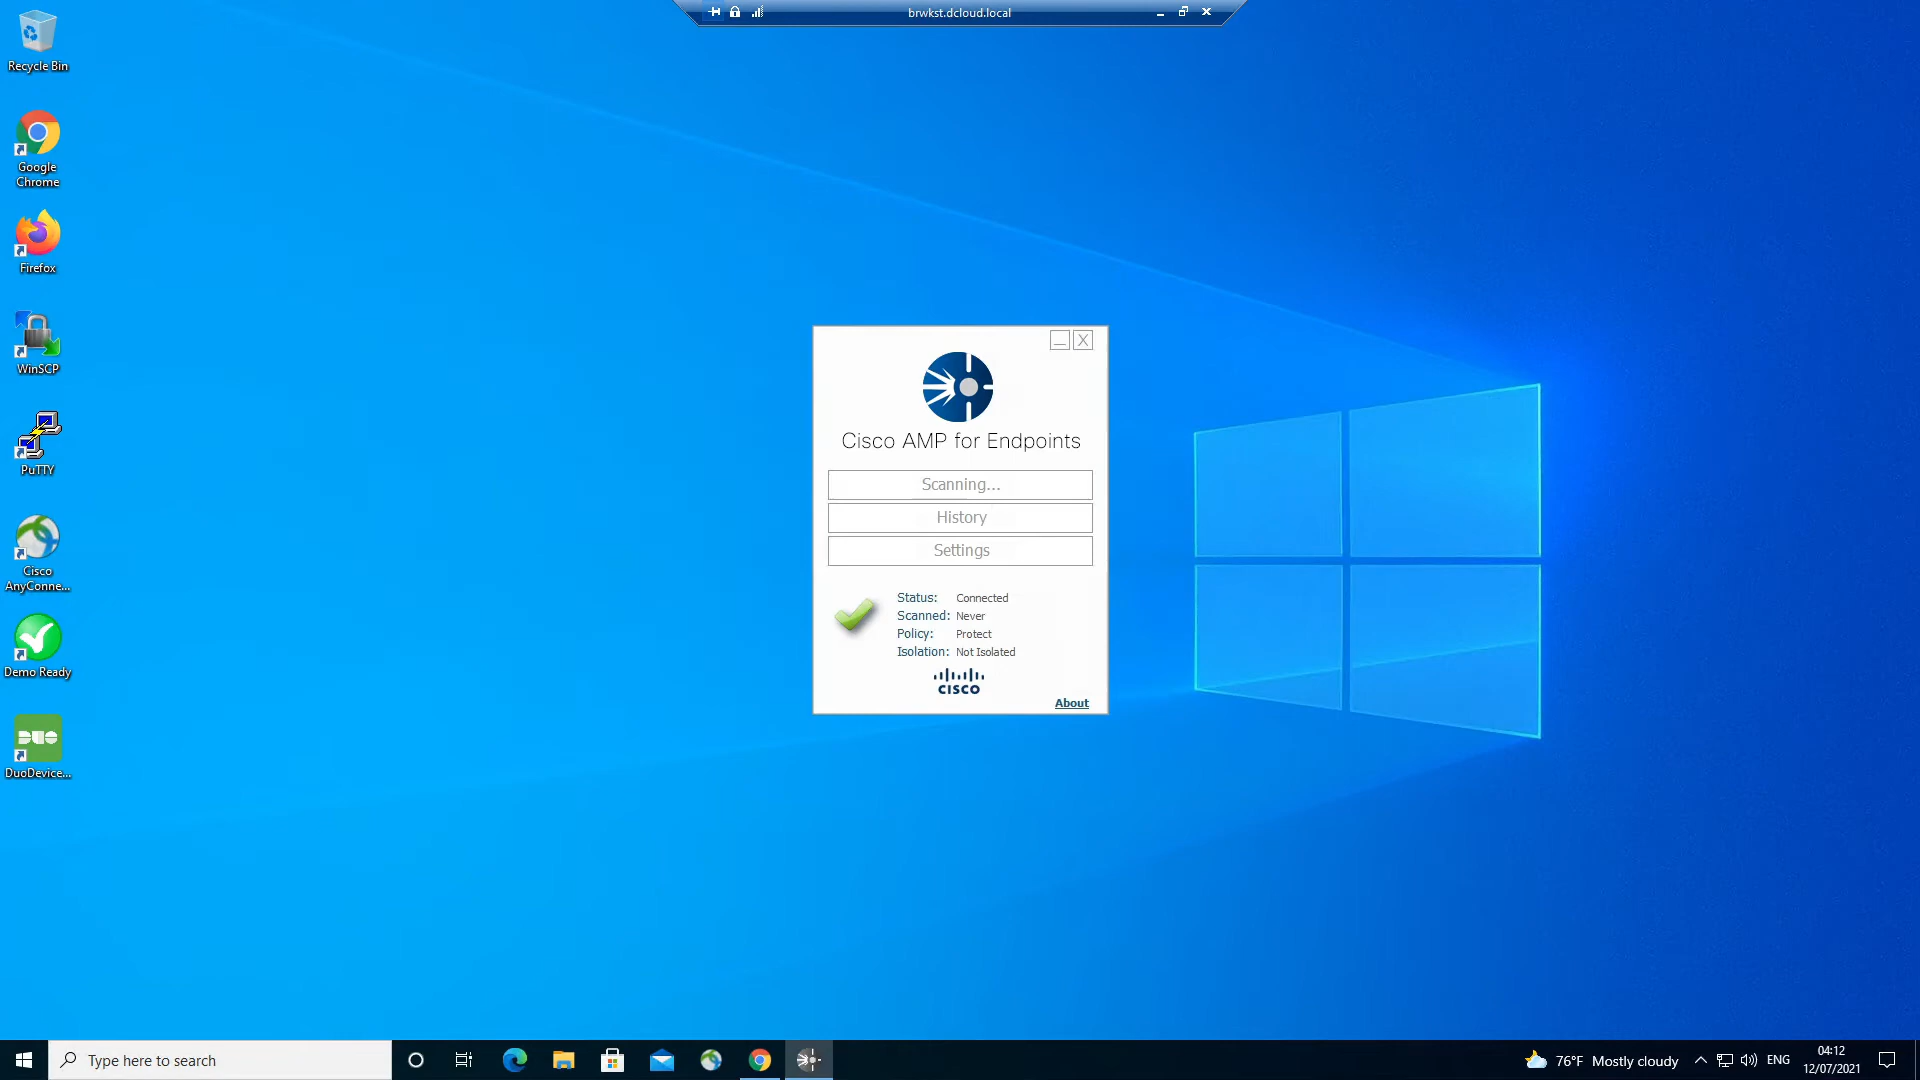 brwkst.dcloud.local
Recycle Bin
Google
Chrome
Firefox
WinSCP
PuTTY
Cisco
AnyConne...
Demo Ready
DUO
DuoDevice...
X
Cisco AMP for Endpoints
Scanning...
History
Settings
Status: Connected
Scanned: Never
Policy: Protect
Isolation: Not Isolated
CISCO
About
Type here to search
76°F Mostly cloudy
ENG
04:12
12/07/2021